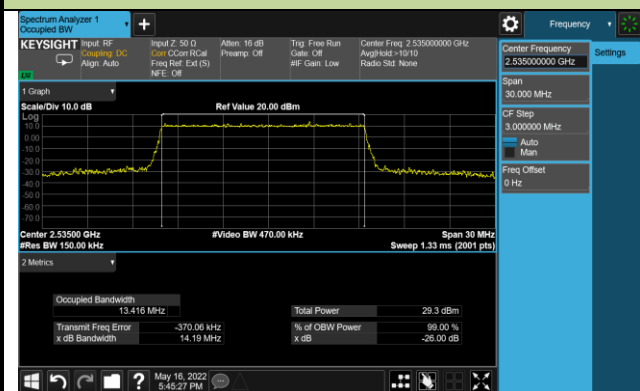 Spectrum Analyzer 1
Occupied BW
Frequency
KEYSIGHT
Input: RF
Coupling: DC
Align: Auto
Input Z: 50 Ω
Corr CCorr RCal
Freq Ref: Ext (S)
NFE: Off
Atten: 16 dB
Preamp: Off
Trig: Free Run
Gate: Off
#IF Gain: Low
Center Freq: 2.535000000 GHz
Avg|Hold:>10/10
Radio Std: None
Center Frequency
2.535000000 GHz
Settings
Span
30.000 MHz
CF Step
3.000000 MHz
Auto
Man
Freq Offset
0 Hz
1 Graph
Scale/Div 10.0 dB
Ref Value 20.00 dBm
Log
10.0
0.00
-10.0
-20.0
-30.0
-40.0
-50.0
-60.0
-70.0
Center 2.53500 GHz
#Video BW 470.00 kHz
Span 30 MHz
#Res BW 150.00 kHz
Sweep 1.33 ms (2001 pts)
2 Metrics
Occupied Bandwidth
13.416 MHz
Total Power
29.3 dBm
Transmit Freq Error
-370.06 kHz
% of OBW Power
99.00 %
x dB Bandwidth
14.19 MHz
x dB
-26.00 dB
May 16, 2022
5:45:27 PM